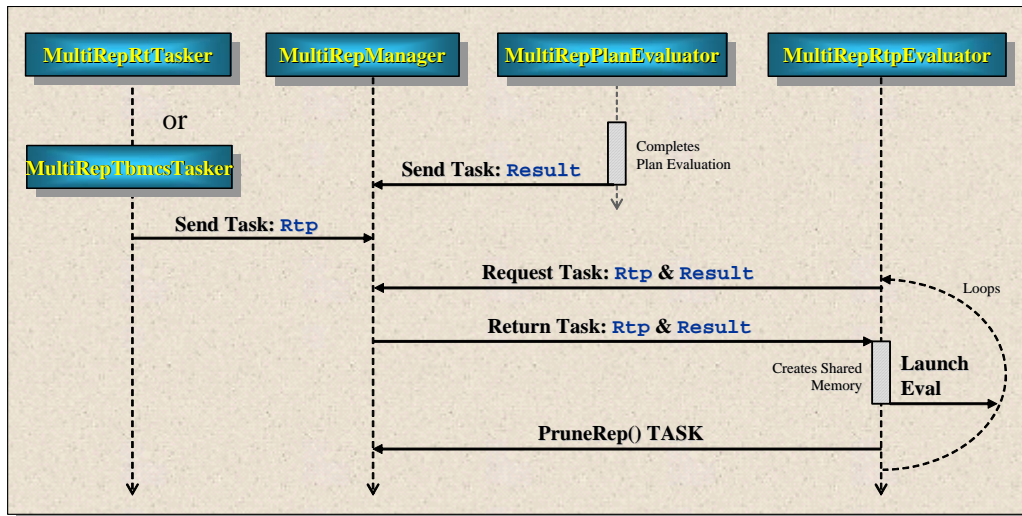 MultiRepRtTasker
MultiRepManager
MultiRepPlanEvaluator
MultiRepRtpEvaluator
or
MultiRepTbmcsTasker
Completes
Plan Evaluation
Send Task: Result
Send Task: Rtp
Request Task: Rtp & Result
Loops
Return Task: Rtp & Result
Creates Shared
Memory
Launch
Eval
PruneRep() TASK